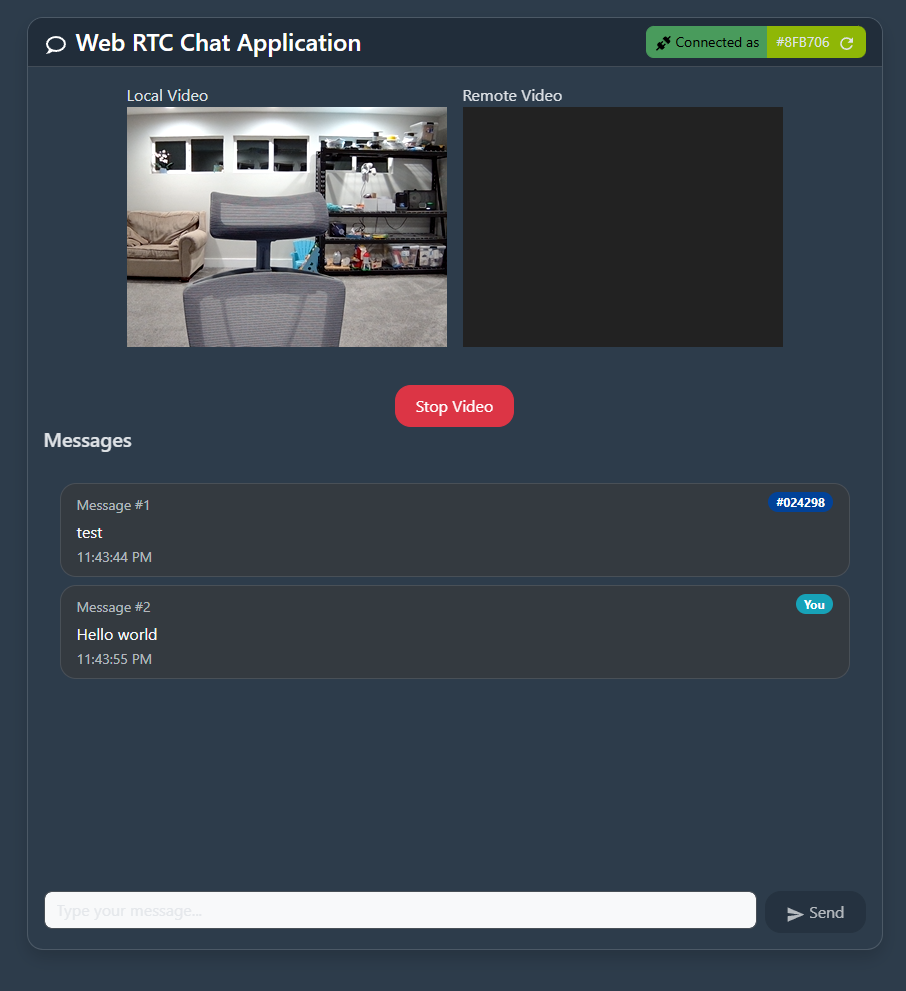 Web RTC Chat Application
Connected as #8FB706
Local Video
Remote Video
Stop Video
Messages
Message #1
#024298
test
11:43:44 PM
Message #2
You
Hello world
11:43:55 PM
Type your message...
Send